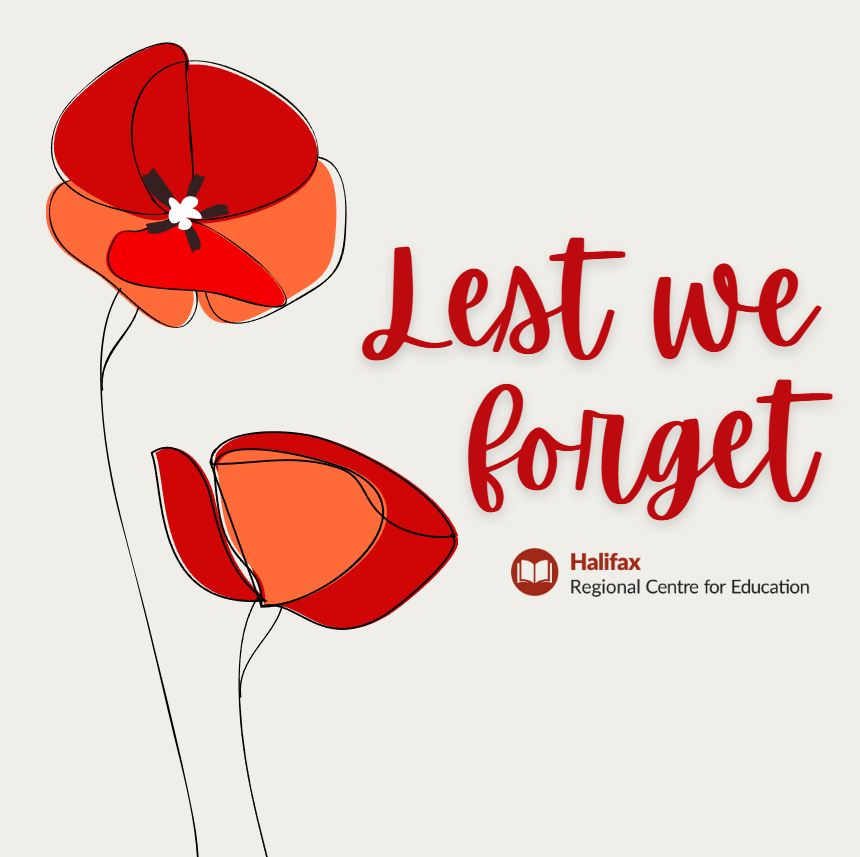 Lest we
forget
Halifax
Regional Centre for Education